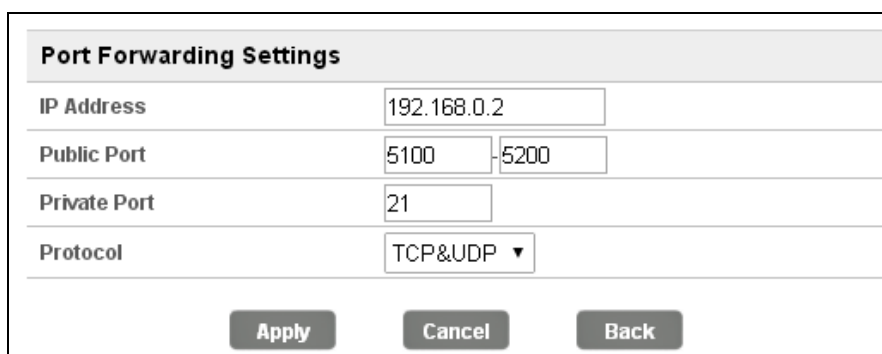 Port Forwarding Settings
IP Address 192.168.0.2
Public Port 5100 - 5200
Private Port 21
Protocol TCP&UDP ▼
Apply Cancel Back